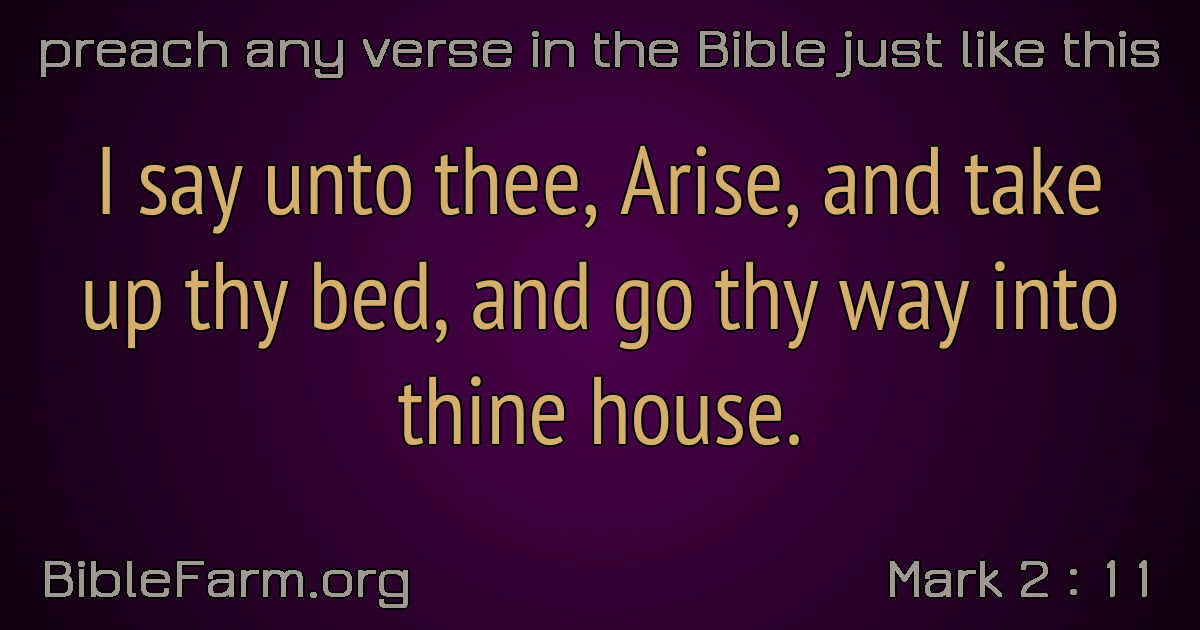 preach any verse in the Bible just like this
I say unto thee, Arise, and take
up thy bed, and go thy way into
thine house.
BibleFarm.org
Mark 2 : 11